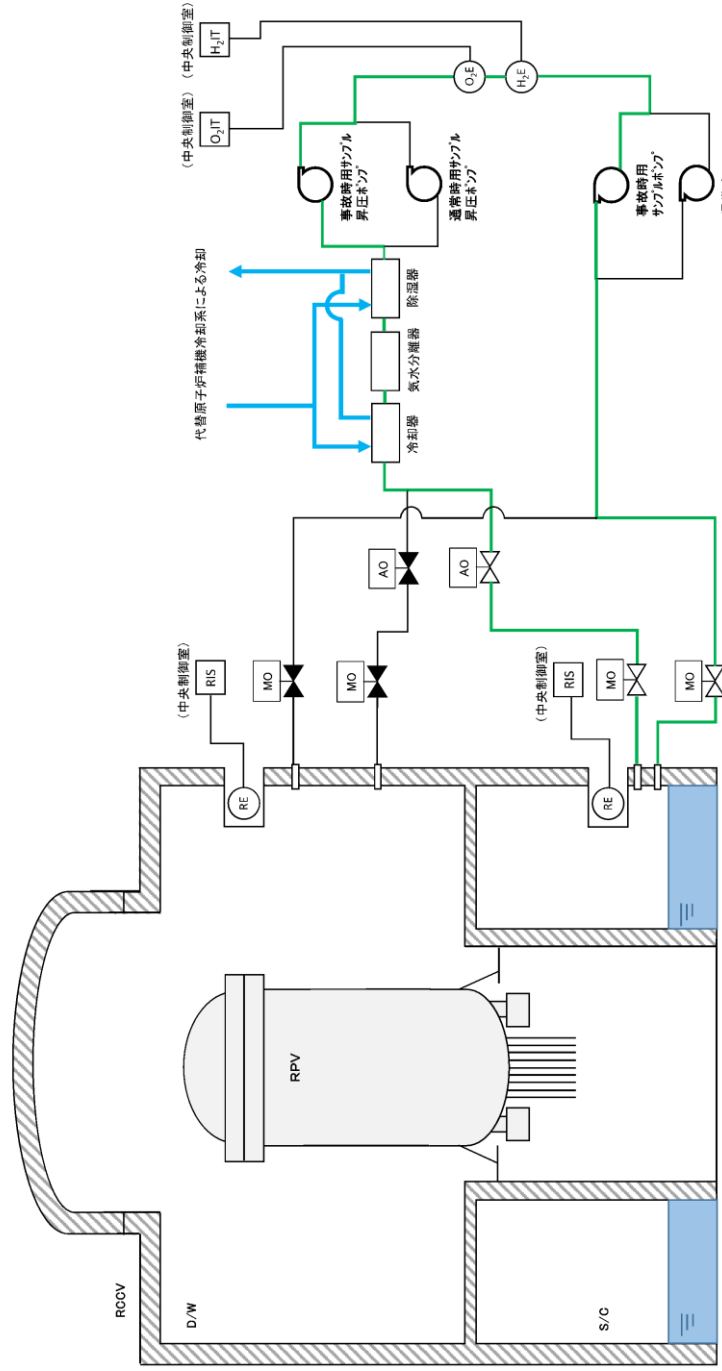 RCCV
D/W
S/C
RPV
RE
(中央制御室)
RIS
MO
MO
AO
RE
(中央制御室)
RIS
AO
MO
MO
代替原子炉補機冷却系による冷却
冷却器
気水分離器
除湿器
事故時用サンプル
昇圧ポンプ
通常時用サンプル
昇圧ポンプ
(中央制御室)
O₂IT
(中央制御室)
H₂IT
O₂E
H₂E
事故時用
サンプルポンプ